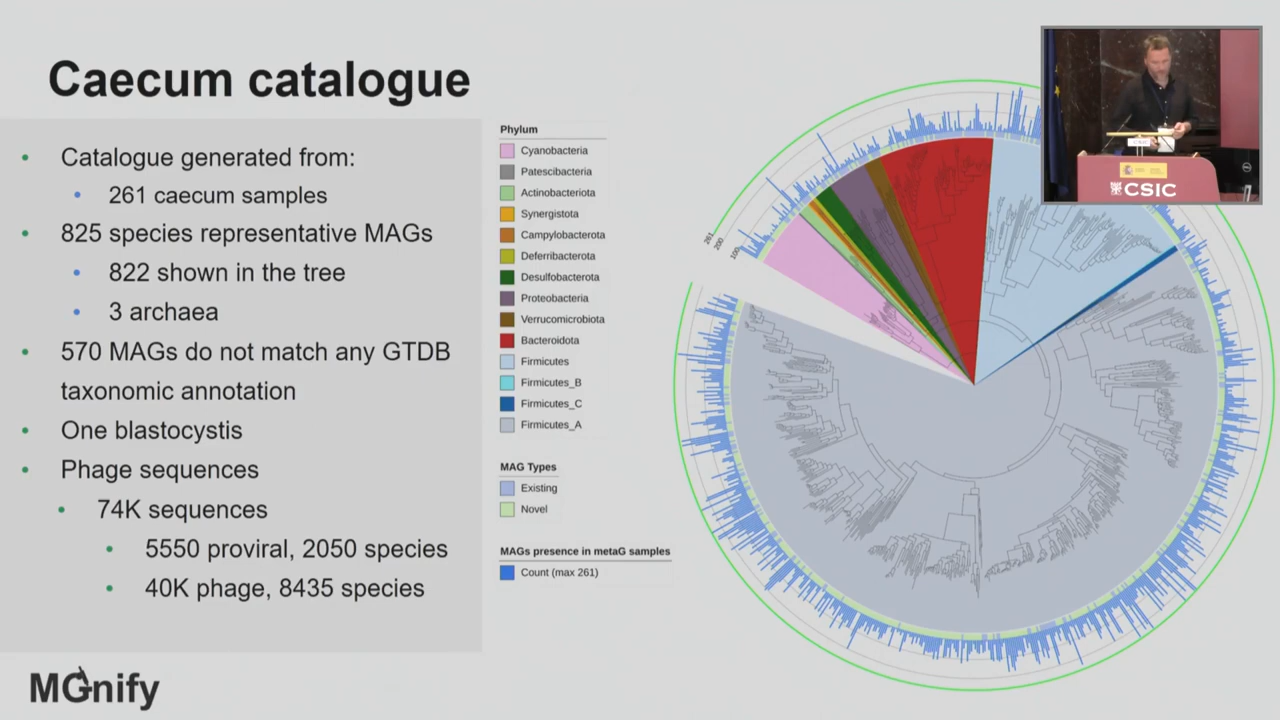 Caecum catalogue
• Catalogue generated from:
• 261 caecum samples
• 825 species representative MAGs
• 822 shown in the tree
• 3 archaea
• 570 MAGs do not match any GTDB
taxonomic annotation
• One blastocystis
• Phage sequences
• 74K sequences
• 5550 proviral, 2050 species
• 40K phage, 8435 species
MGnify
Phylum
Cyanobacteria
Patescibacteria
Actinobacteriota
Synergistota
Campylobacterota
Deferribacterota
Desulfobacterota
Proteobacteria
Verrucomicrobiota
Bacteroidota
Firmicutes
Firmicutes_B
Firmicutes_C
Firmicutes_A
MAG Types
Existing
Novel
MAGs presence in metaG samples
Count (max 261)
261
200
100
CSIC